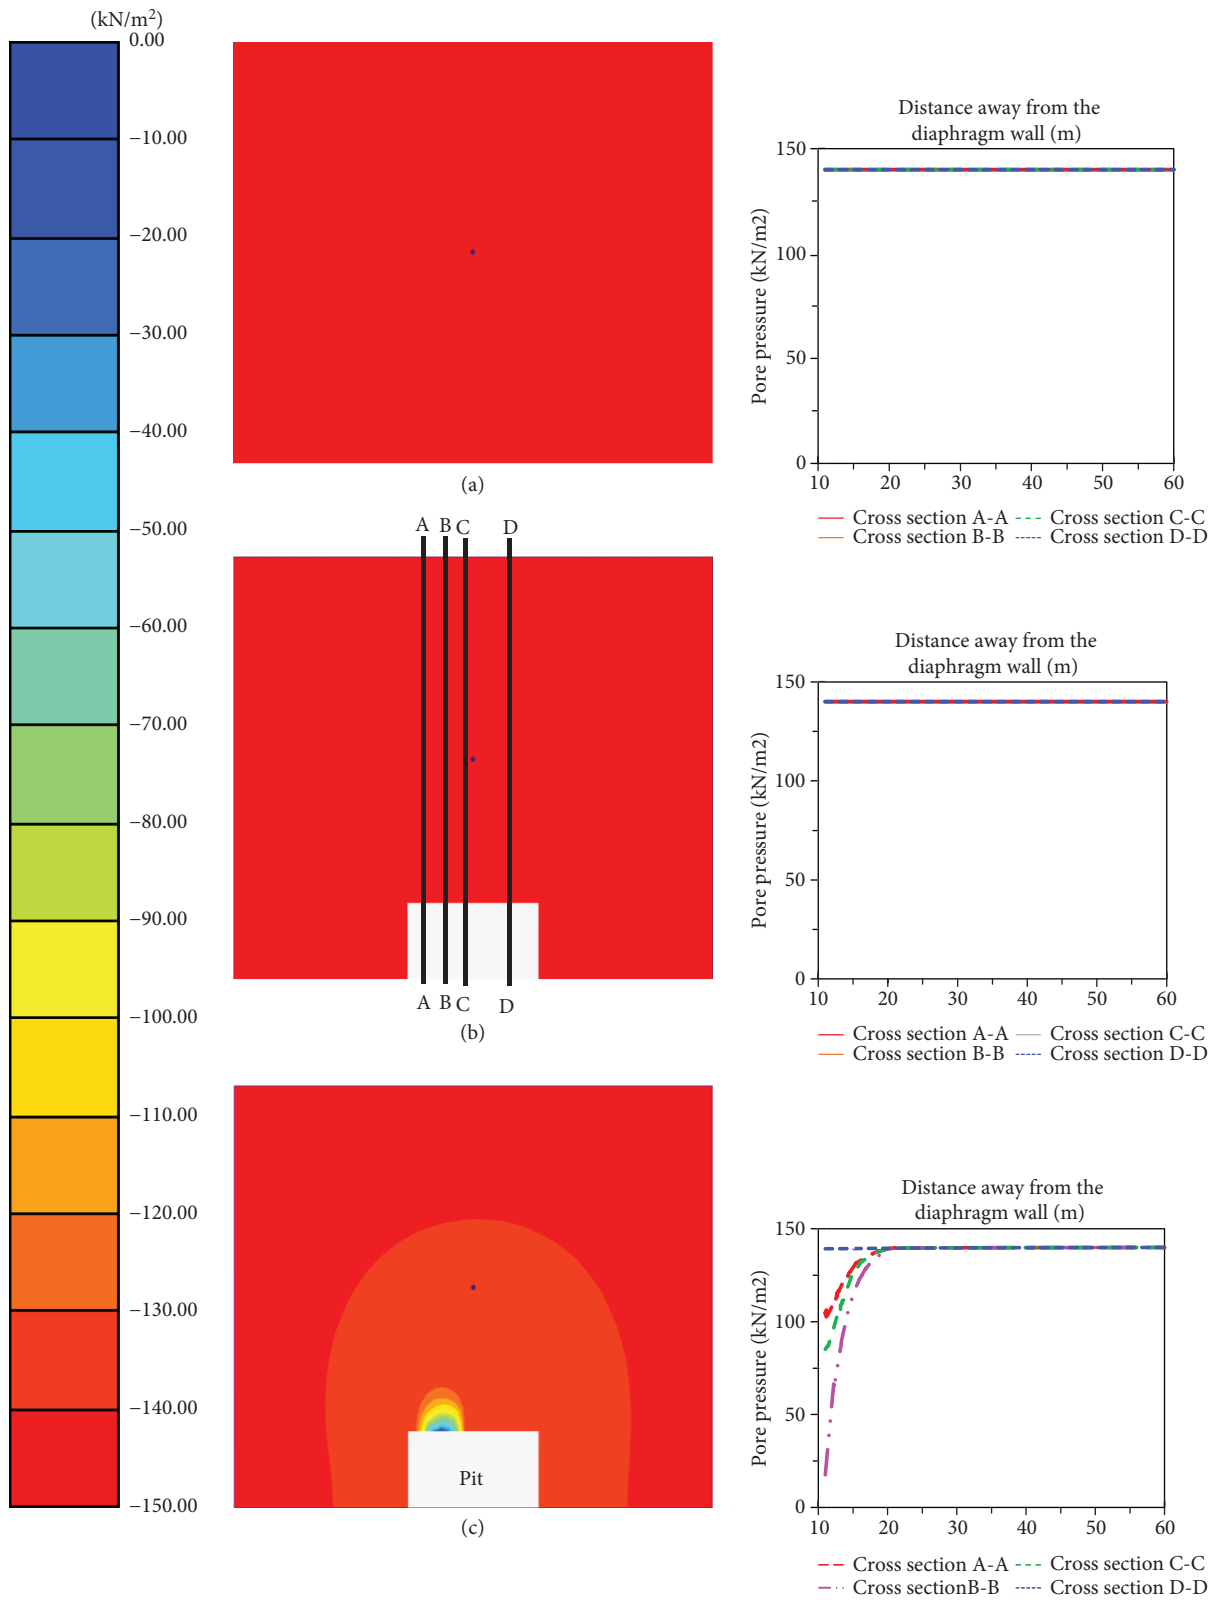 (kN/m²)
0.00
−10.00
−20.00
−30.00
−40.00
−50.00
−60.00
−70.00
−80.00
−90.00
−100.00
−110.00
−120.00
−130.00
−140.00
−150.00
(a)
Distance away from the
diaphragm wall (m)
Pore pressure (kN/m2)
150
100
50
0
10 20 30 40 50 60
Cross section A-A
Cross section C-C
Cross section B-B
Cross section D-D
A B C D
A B C D
(b)
Distance away from the
diaphragm wall (m)
Pore pressure (kN/m2)
150
100
50
0
10 20 30 40 50 60
Cross section A-A
Cross section C-C
Cross section B-B
Cross section D-D
Pit
(c)
Distance away from the
diaphragm wall (m)
Pore pressure (kN/m2)
150
100
50
0
10 20 30 40 50 60
Cross section A-A
Cross section C-C
Cross sectionB-B
Cross section D-D